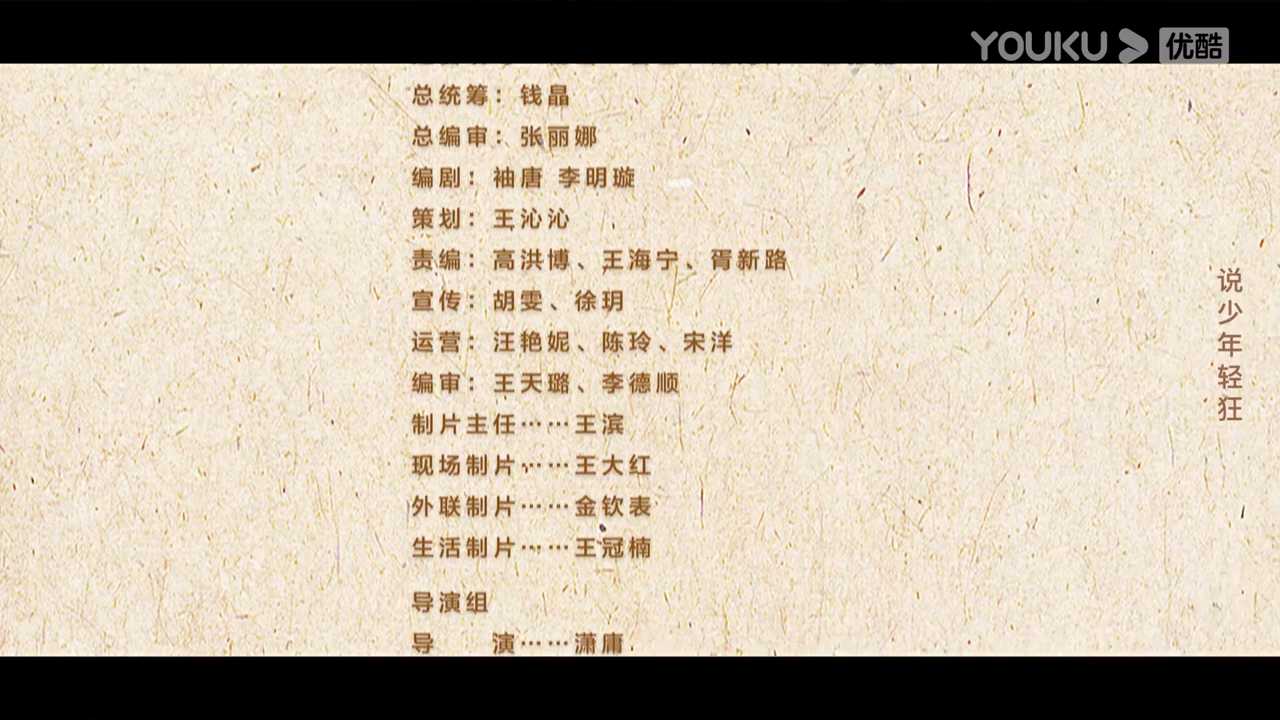 YOUKU 优酷
总统筹：钱晶
总编审：张丽娜
编剧：袖唐 李明璇
策划：王沁沁
责编：高洪博、王海宁、胥新路
宣传：胡雯、徐玥
运营：汪艳妮、陈玲、宋洋
编审：王天璐、李德顺
制片主任……王滨
现场制片……王大红
外联制片……金钦表
生活制片……王冠楠
导演组
导 演……潇庸
说少年轻狂